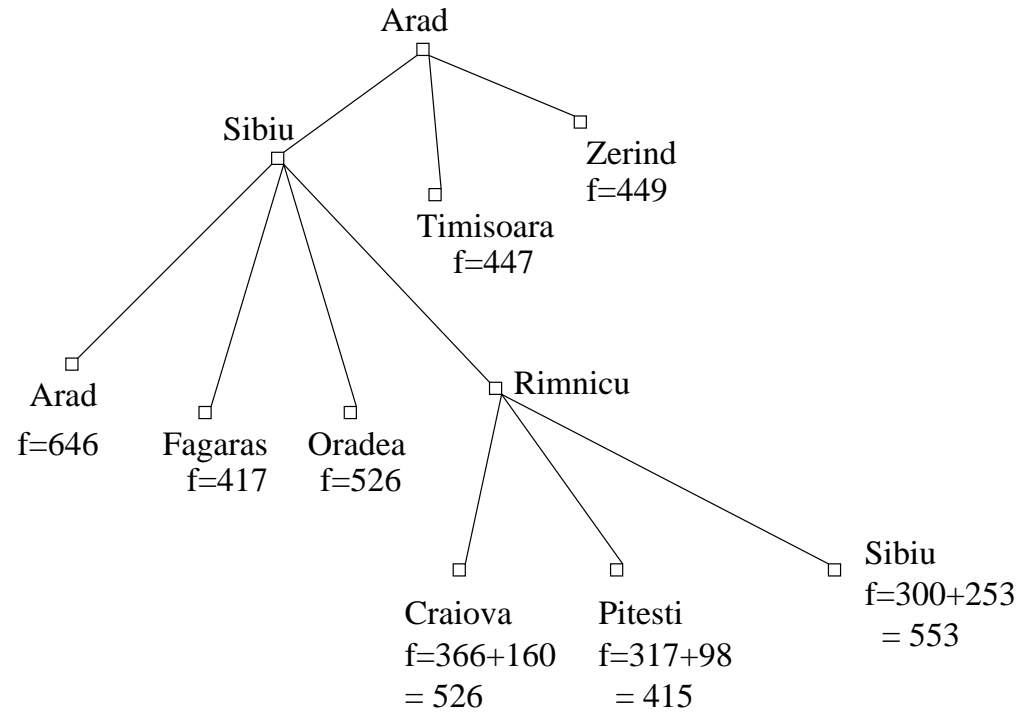 Arad
Sibiu
Zerind
f=449
Timisoara
f=447
Arad
f=646
Fagaras
f=417
Oradea
f=526
Rimnicu
Craiova
f=366+160
= 526
Pitesti
f=317+98
= 415
Sibiu
f=300+253
= 553